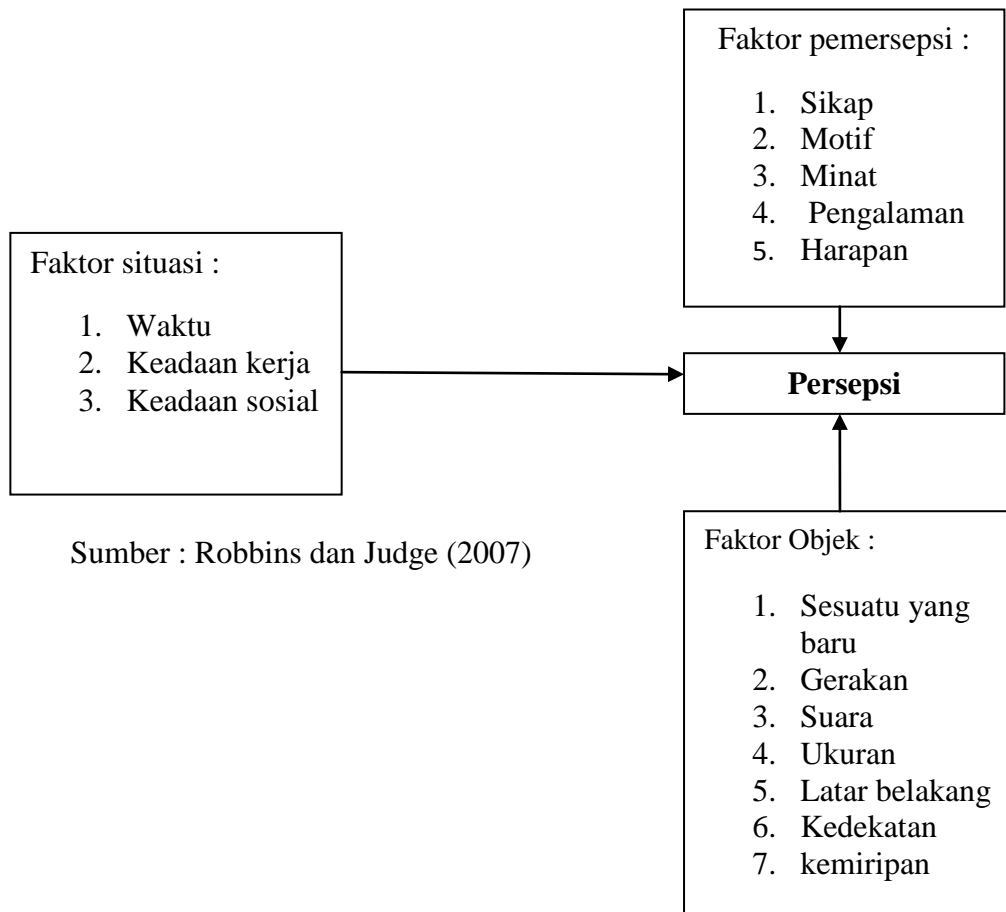 Faktor pemersepsi :
1. Sikap
2. Motif
3. Minat
4. Pengalaman
5. Harapan
Faktor situasi :
1. Waktu
2. Keadaan kerja
3. Keadaan sosial
Persepsi
Sumber : Robbins dan Judge (2007)
Faktor Objek :
1. Sesuatu yang
baru
2. Gerakan
3. Suara
4. Ukuran
5. Latar belakang
6. Kedekatan
7. kemiripan